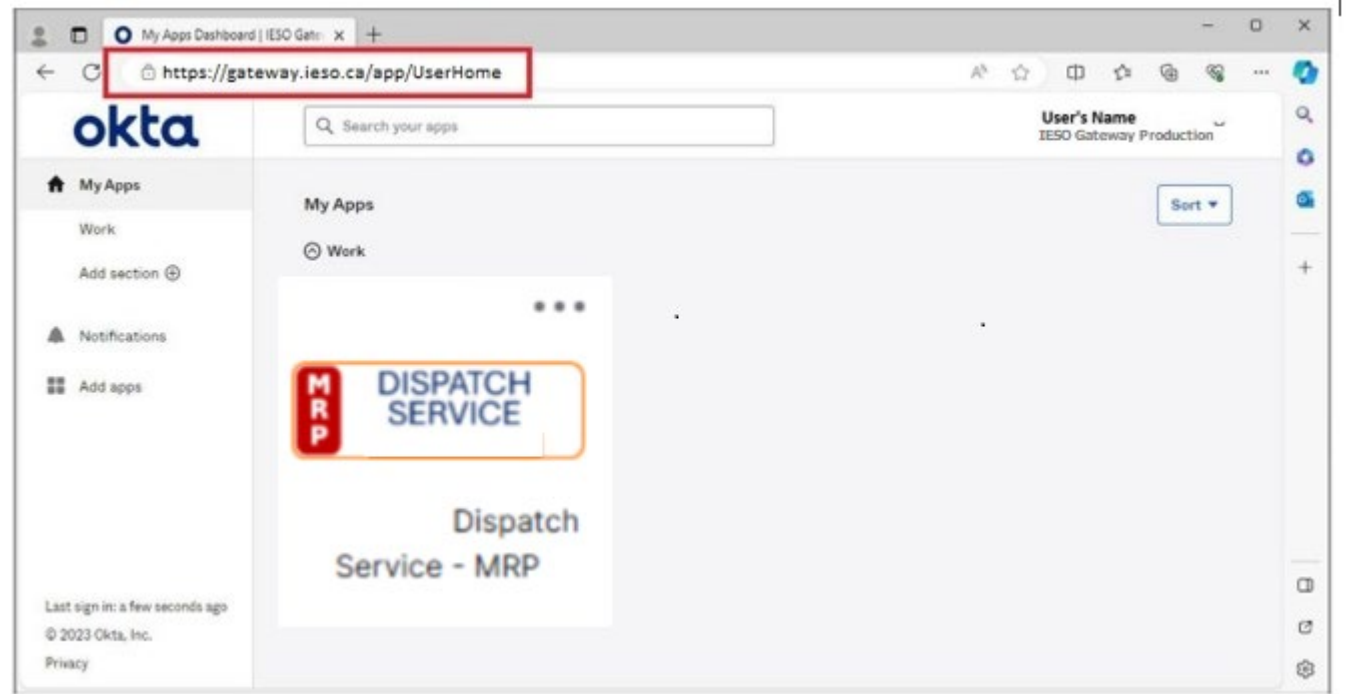 My Apps Dashboard | IESO Gate
https://gateway.ieso.ca/app/UserHome
okta
Search your apps
User's Name
IESO Gateway Production
My Apps
Work
Add section
Notifications
Add apps
My Apps
Sort
Work
MRP
DISPATCH
SERVICE
Dispatch
Service - MRP
Last sign in: a few seconds ago
© 2023 Okta, Inc.
Privacy